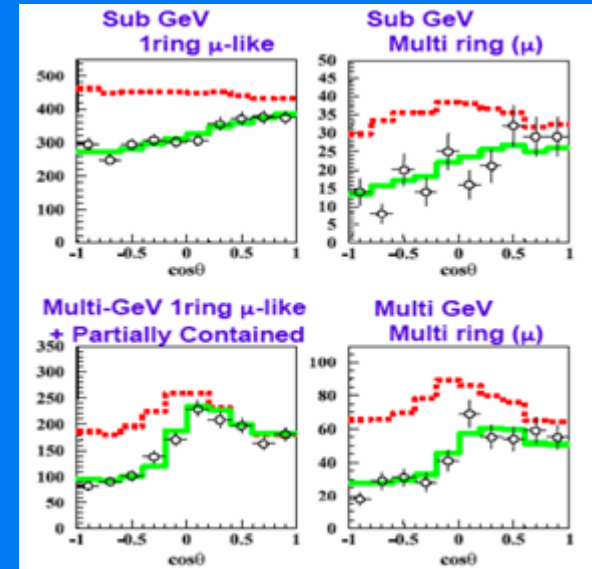 Sub GeV
1ring μ-like
500
400
300
200
100
0
-1 -0.5 0 0.5 1
cosθ
Sub GeV
Multi ring (μ)
50
45
40
35
30
25
20
15
10
5
0
-1 -0.5 0 0.5 1
cosθ
Multi-GeV 1ring μ-like
+ Partially Contained
350
300
250
200
150
100
50
0
-1 -0.5 0 0.5 1
cosθ
Multi GeV
Multi ring (μ)
100
80
60
40
20
0
-1 -0.5 0 0.5 1
cosθ